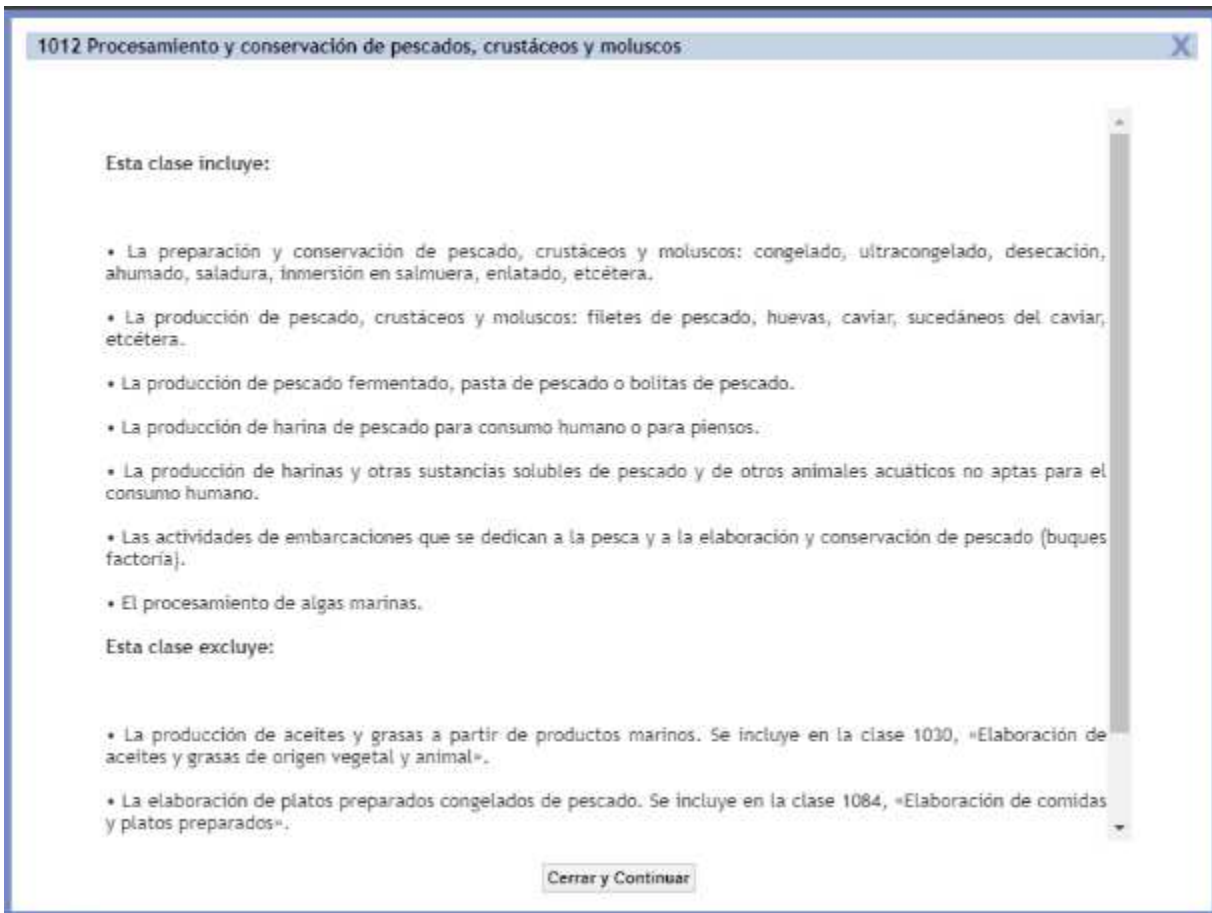 1012 Procesamiento y conservación de pescados, crustáceos y moluscos
X
Esta clase incluye:
• La preparación y conservación de pescado, crustáceos y moluscos: congelado, ultracongelado, desecación,
ahumado, saladura, inmersión en salmuera, enlatado, etcétera.
• La producción de pescado, crustáceos y moluscos: filetes de pescado, huevas, caviar, sucedáneos del caviar,
etcétera.
• La producción de pescado fermentado, pasta de pescado o bolitas de pescado.
• La producción de harina de pescado para consumo humano o para piensos.
• La producción de harinas y otras sustancias solubles de pescado y de otros animales acuáticos no aptas para el
consumo humano.
• Las actividades de embarcaciones que se dedican a la pesca y a la elaboración y conservación de pescado (buques
factoría).
• El procesamiento de algas marinas.
Esta clase excluye:
• La producción de aceites y grasas a partir de productos marinos. Se incluye en la clase 1030, «Elaboración de
aceites y grasas de origen vegetal y animal».
• La elaboración de platos preparados congelados de pescado. Se incluye en la clase 1084, «Elaboración de comidas
y platos preparados».
Cerrar y Continuar